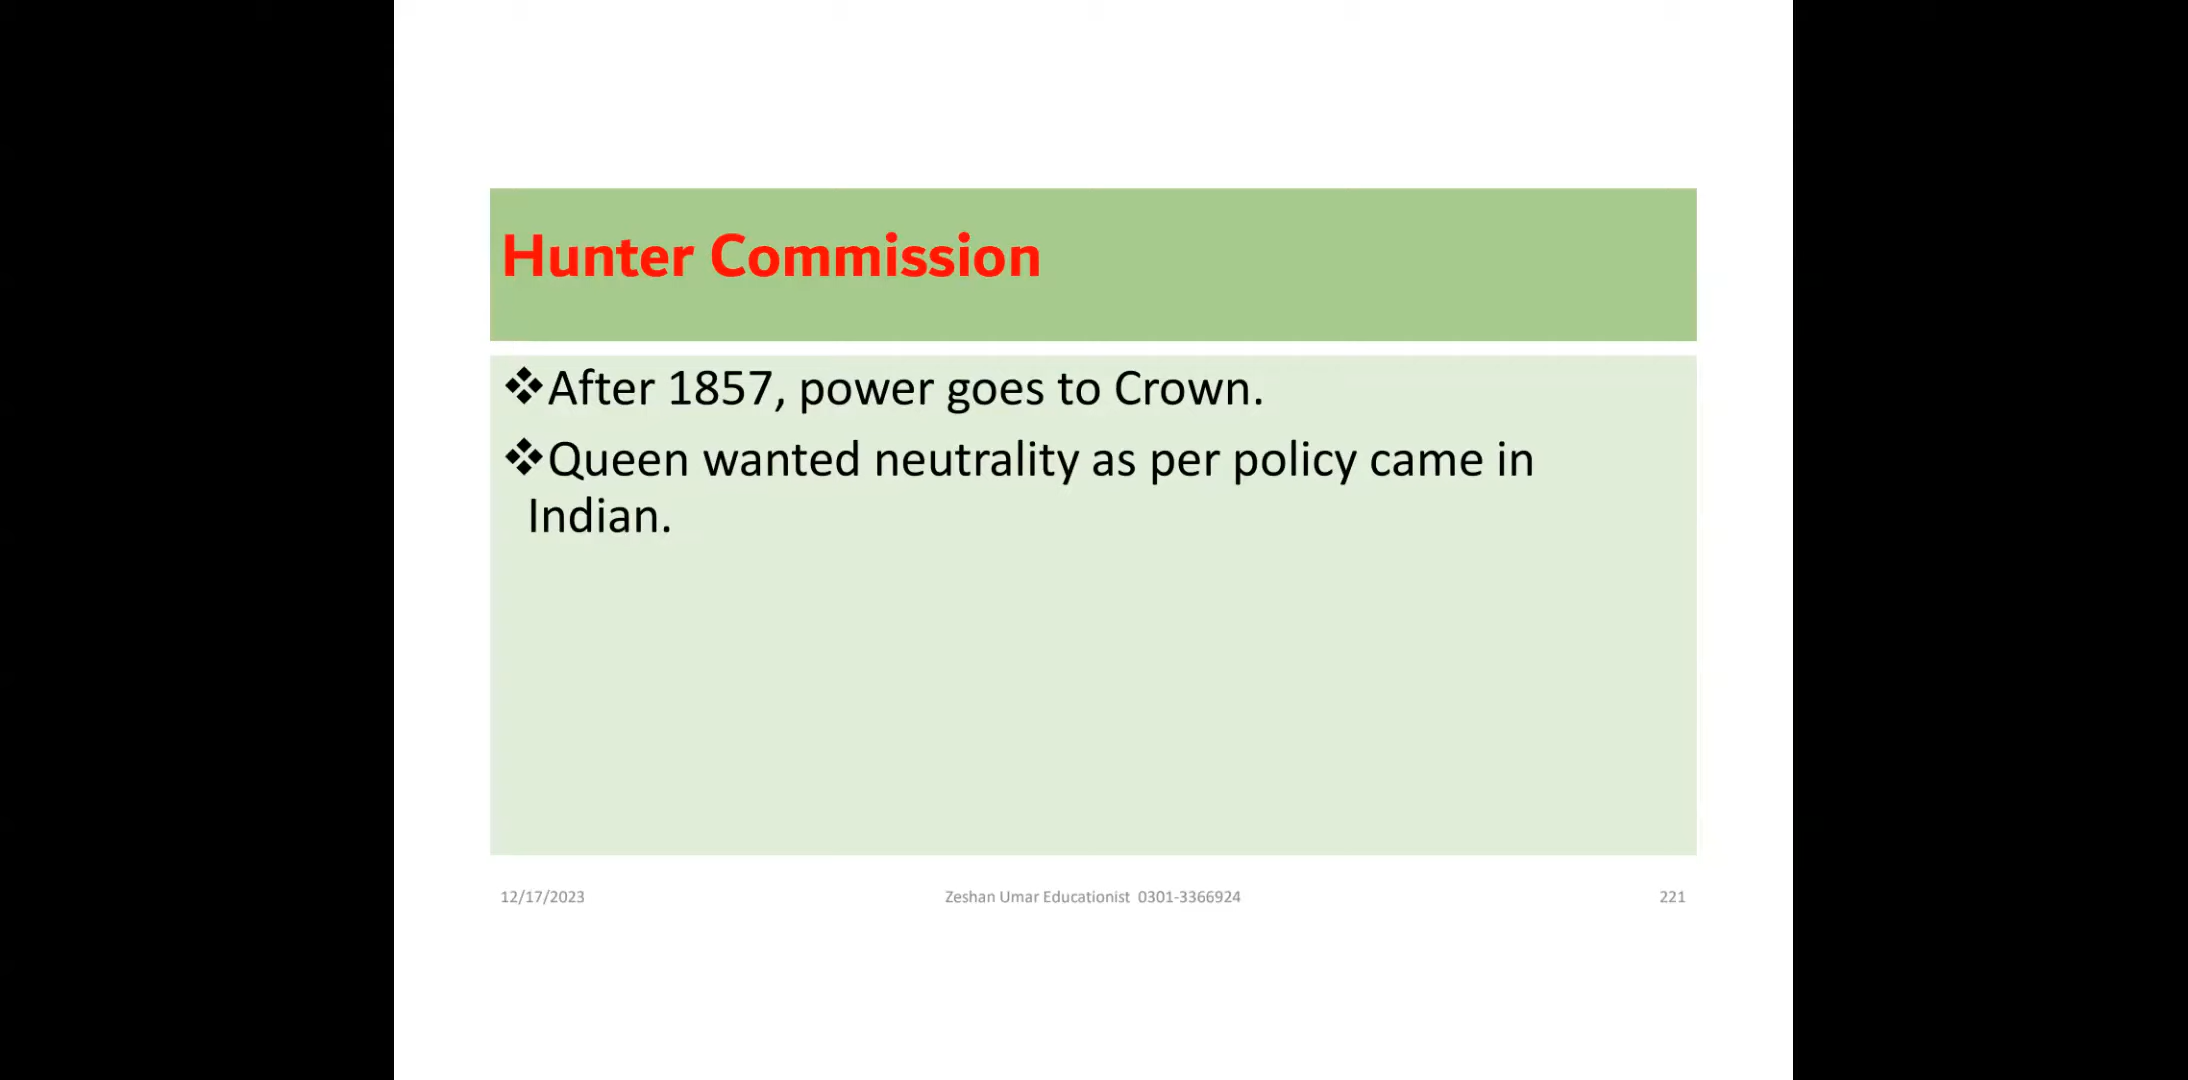 Hunter Commission
❖After 1857, power goes to Crown.
❖Queen wanted neutrality as per policy came in
Indian.
12/17/2023
Zeshan Umar Educationist 0301-3366924
221